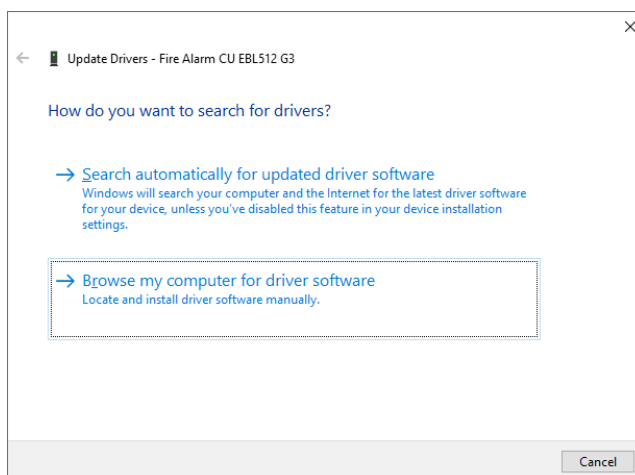 Update Drivers - Fire Alarm CU EBL512 G3
How do you want to search for drivers?
Search automatically for updated driver software
Windows will search your computer and the Internet for the latest driver software
for your device, unless you've disabled this feature in your device installation
settings.
Browse my computer for driver software
Locate and install driver software manually.
Cancel